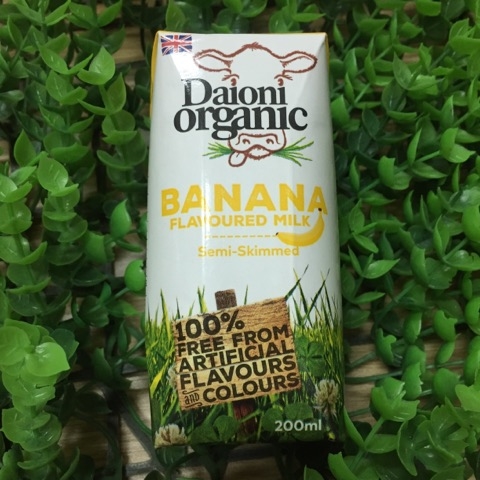 Daioni
organic
BANANA
FLAVOURED MILK
Semi-Skimmed
100%
FREE FROM
ARTIFICIAL
FLAVOURS
and COLOURS
200ml